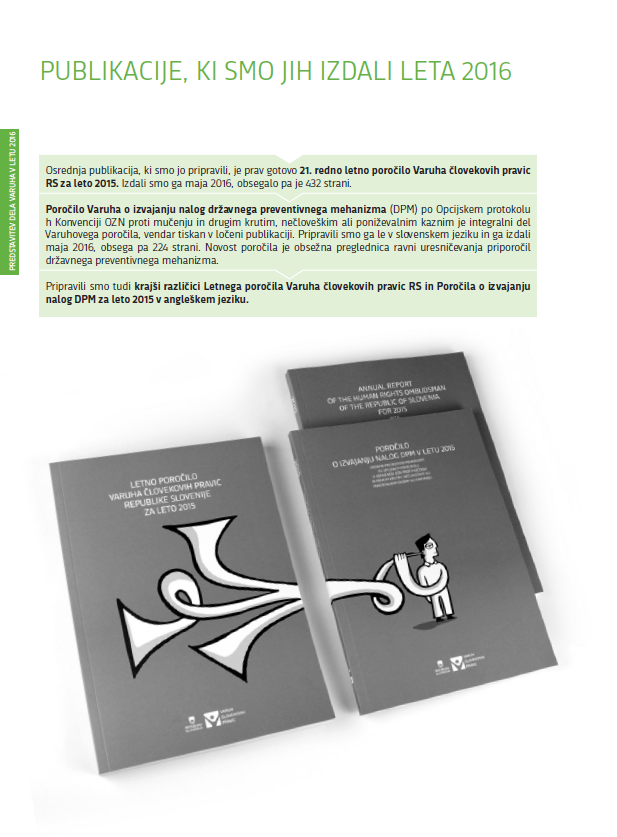 PUBLIKACIJE, KI SMO JIH IZDALI LETA 2016
PREDSTAVITEV DELA VARUHA V LETU 2016
Osrednja publikacija, ki smo jo pripravili, je prav gotovo 21. redno letno poročilo Varuha človekovih pravic
RS za leto 2015. Izdali smo ga maja 2016, obsegalo pa je 432 strani.
Poročilo Varuha o izvajanju nalog državnega preventivnega mehanizma (DPM) po Opcijskem protokolu
h Konvenciji OZN proti mučenju in drugim krutim, nečloveškim ali poniževalnim kaznim je integralni del
Varuhovega poročila, vendar tiskan v ločeni publikaciji. Pripravili smo ga le v slovenskem jeziku in ga izdali
maja 2016, obsega pa 224 strani. Novost poročila je obsežna preglednica ravni uresničevanja priporočil
državnega preventivnega mehanizma.
Pripravili smo tudi krajši različici Letnega poročila Varuha človekovih pravic RS in Poročila o izvajanju
nalog DPM za leto 2015 v angleškem jeziku.
ANNUAL REPORT
OF THE HUMAN RIGHTS OMBUDSMAN
OF THE REPUBLIC OF SLOVENIA
FOR 2015
POROČILO
O IZVAJANJU NALOG DPM V LETU 2015
LETNO POROČILO
VARUHA ČLOVEKOVIH PRAVIC
REPUBLIKE SLOVENIJE
ZA LETO 2015
VARUH
ČLOVEKOVIH
PRAVIC
VARUH
ČLOVEKOVIH
PRAVIC